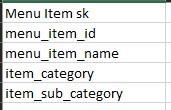 Menu Item sk
menu_item_id
menu_item_name
item_category
item_sub_category